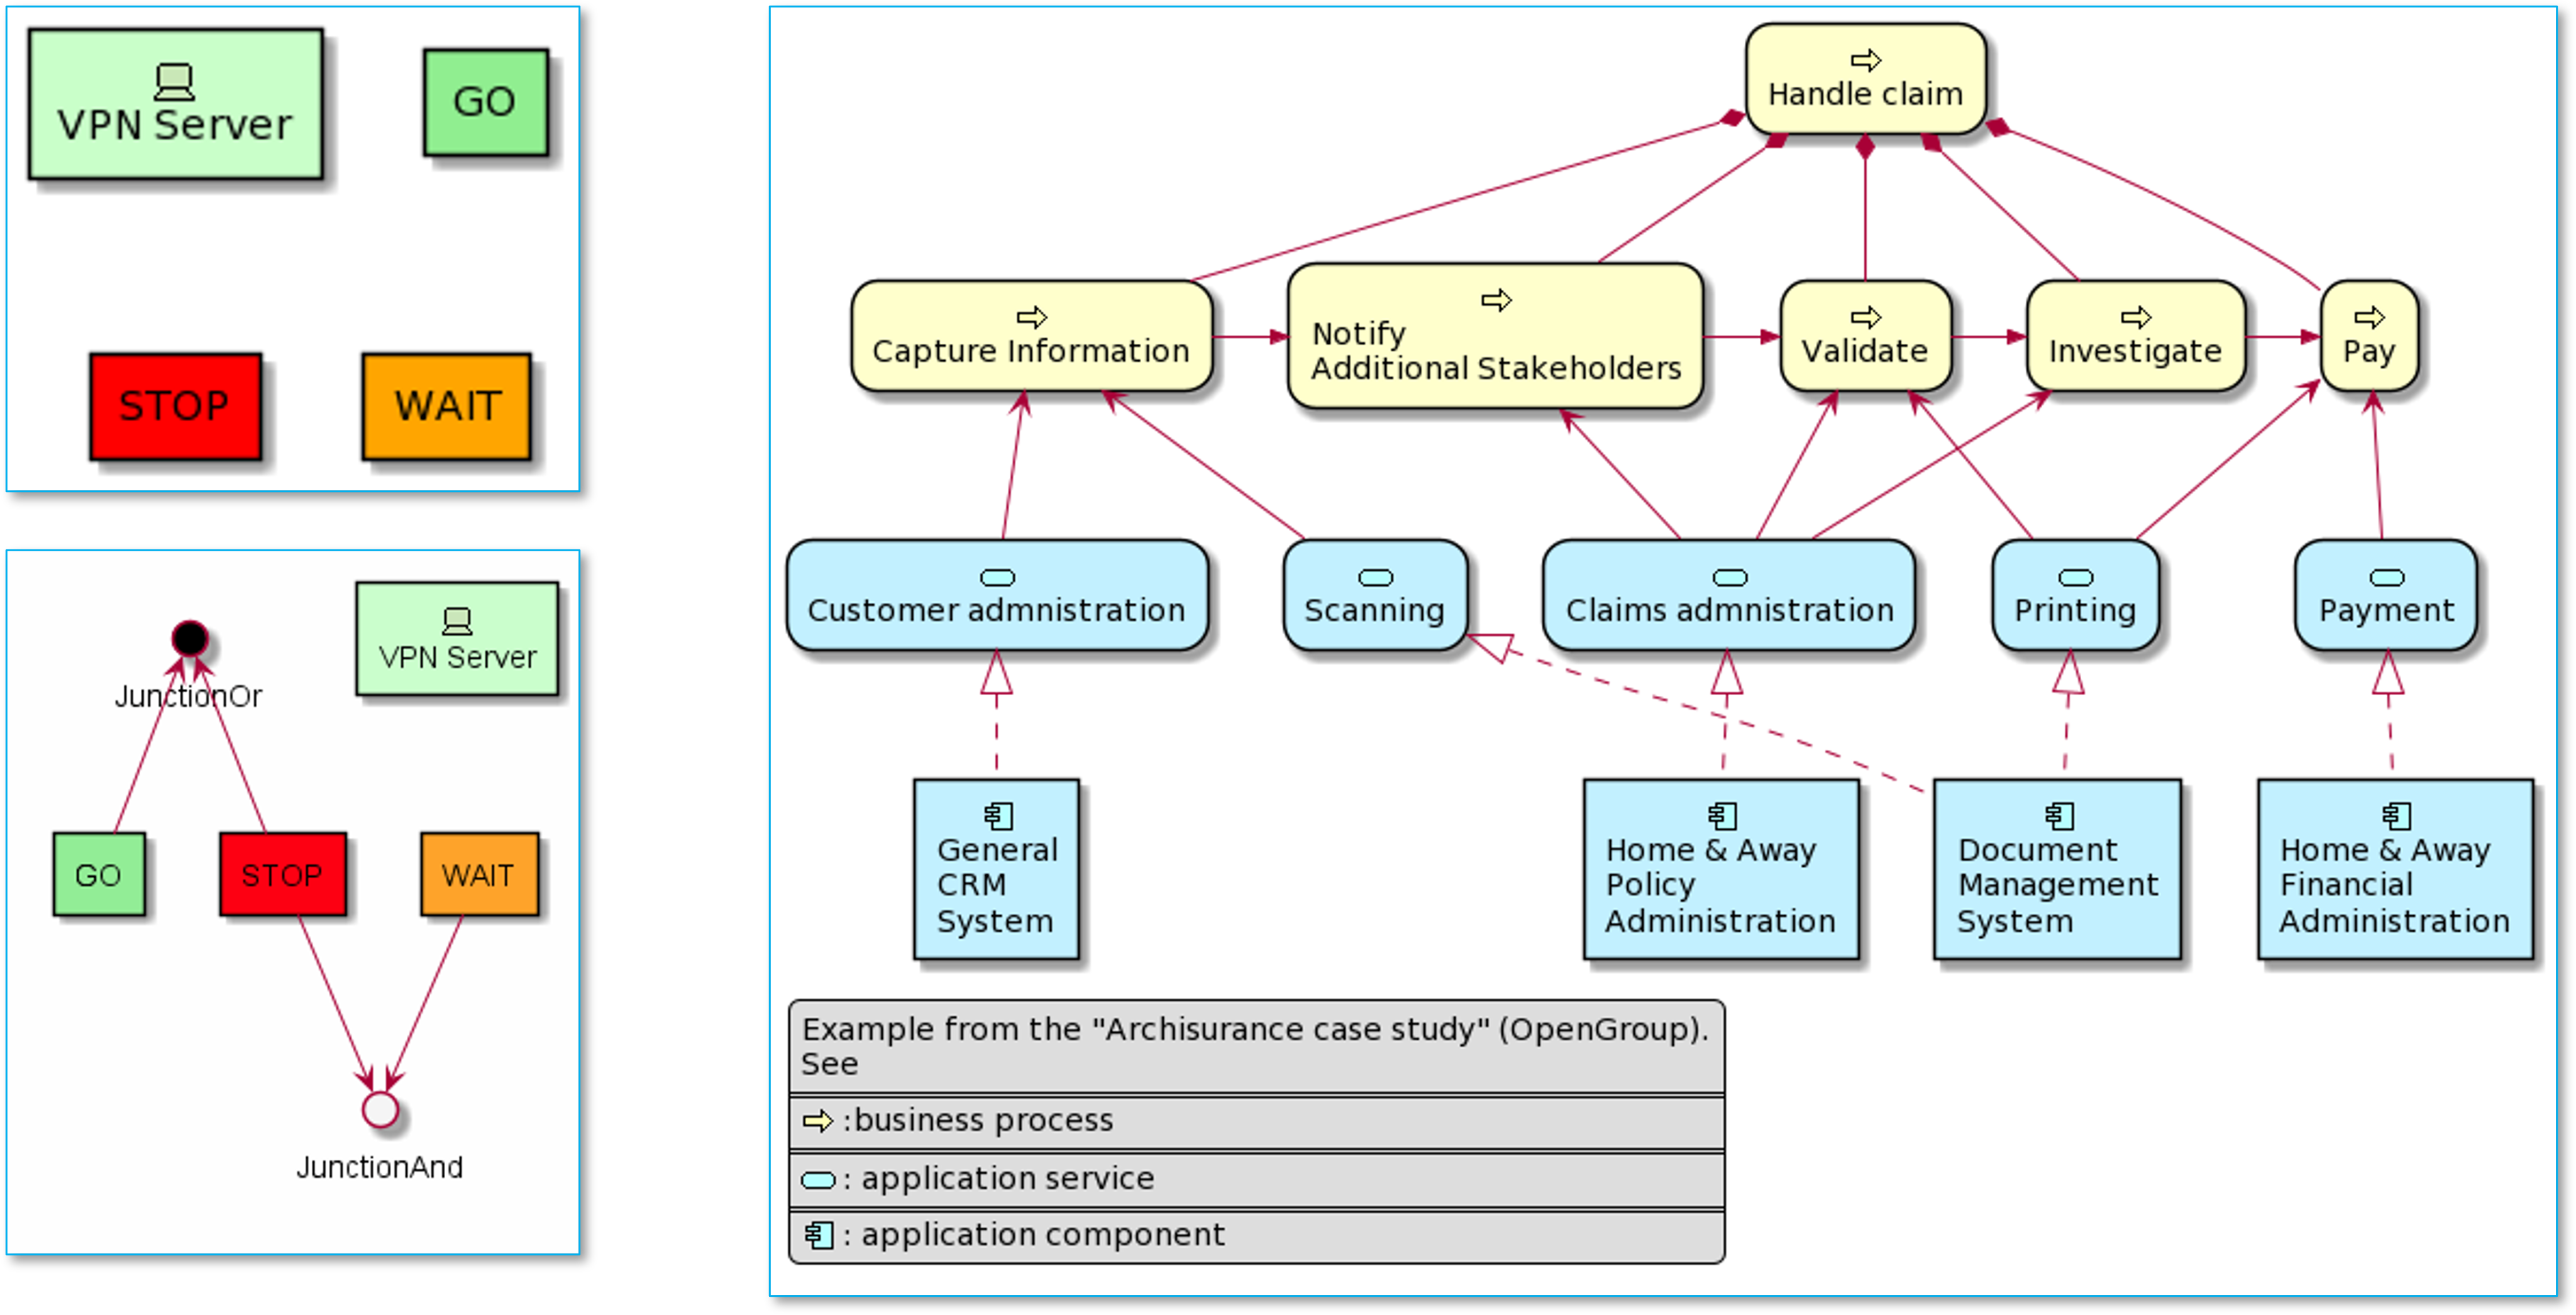 VPN Server
GO
STOP
WAIT
JunctionOr
VPN Server
GO
STOP
WAIT
JunctionAnd
Handle claim
Capture Information
Notify
Additional Stakeholders
Validate
Investigate
Pay
Customer admnistration
Scanning
Claims admnistration
Printing
Payment
General
CRM
System
Home & Away
Policy
Administration
Document
Management
System
Home & Away
Financial
Administration
Example from the "Archisurance case study" (OpenGroup).
See
:business process
: application service
: application component